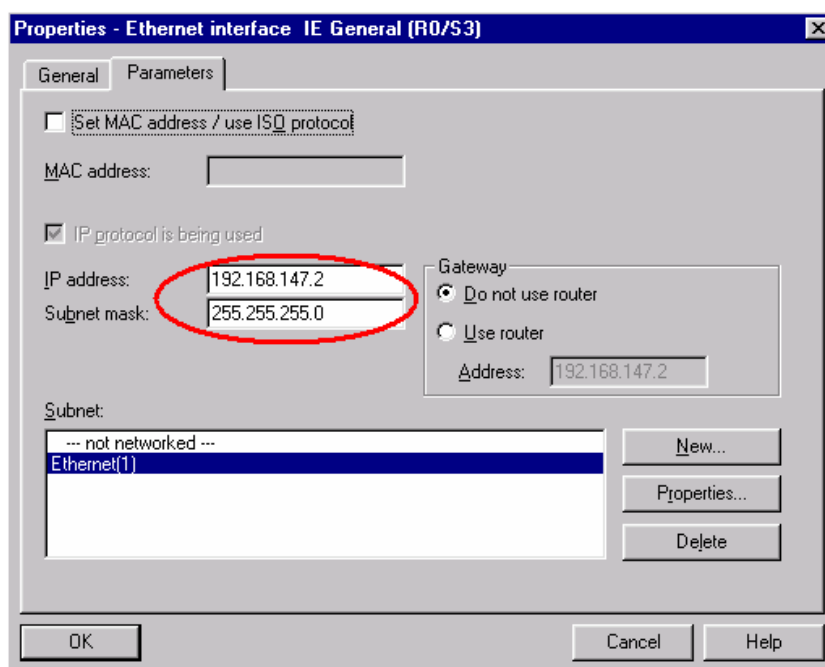 Properties - Ethernet interface IE General (R0/S3)
General
Parameters
Set MAC address / use ISO protocol
MAC address:
IP protocol is being used
IP address:
192.168.147.2
Subnet mask:
255.255.255.0
Gateway
Do not use router
Use router
Address:
192.168.147.2
Subnet:
--- not networked ---
Ethernet(1)
New...
Properties...
Delete
OK
Cancel
Help